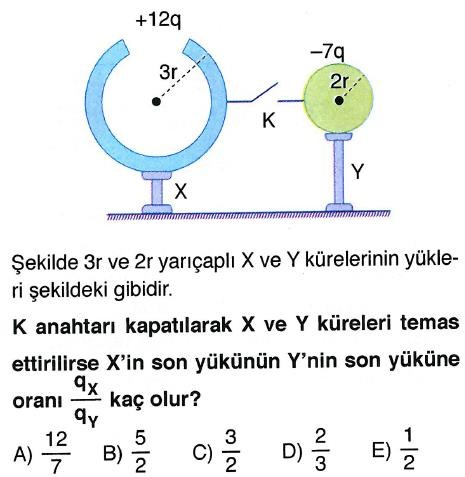 +12q
–7q
3r
2r
K
X
Y
Şekilde 3r ve 2r yarıçaplı X ve Y kürelerinin yükle-
ri şekildeki gibidir.
K anahtarı kapatılarak X ve Y küreleri temas
ettirilirse X'in son yükünün Y'nin son yüküne
oranı qX/qY kaç olur?
A) 12/7 B) 5/2 C) 3/2 D) 2/3 E) 1/2